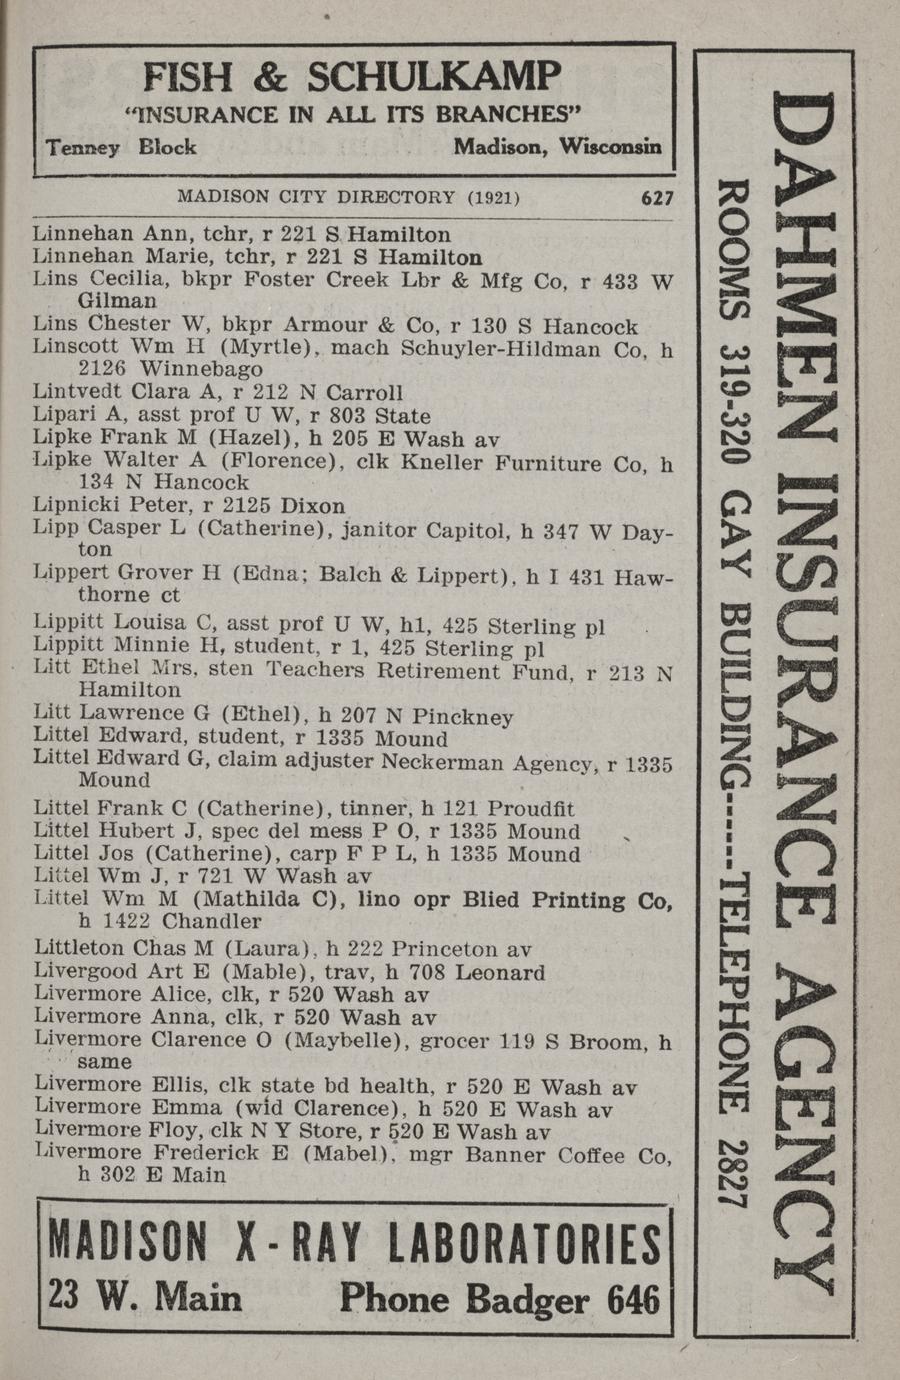 FISH & SCHULKAMP
"INSURANCE IN ALL ITS BRANCHES"
Tenney Block Madison, Wisconsin
MADISON CITY DIRECTORY (1921) 627
Linnehan Ann, tchr, r 221 S Hamilton
Linnehan Marie, tchr, r 221 S Hamilton
Lins Cecilia, bkpr Foster Creek Lbr & Mfg Co, r 433 W
Gilman
Lins Chester W, bkpr Armour & Co, r 130 S Hancock
Linscott Wm H (Myrtle), mach Schuyler-Hildman Co, h
2126 Winnebago
Lintvedt Clara A, r 212 N Carroll
Lipari A, asst prof U W, r 803 State
Lipke Frank M (Hazel), h 205 E Wash av
Lipke Walter A (Florence), clk Kneller Furniture Co, h
134 N Hancock
Lipnicki Peter, r 2125 Dixon
Lipp Casper L (Catherine), janitor Capitol, h 347 W Day-
ton
Lippert Grover H (Edna; Balch & Lippert), h I 431 Haw-
thorne ct
Lippitt Louisa C, asst prof U W, h1, 425 Sterling pl
Lippitt Minnie H, student, r 1, 425 Sterling pl
Litt Ethel Mrs, sten Teachers Retirement Fund, r 213 N
Hamilton
Litt Lawrence G (Ethel), h 207 N Pinckney
Littel Edward, student, r 1335 Mound
Littel Edward G, claim adjuster Neckerman Agency, r 1335
Mound
Littel Frank C (Catherine), tinner, h 121 Proudfit
Littel Hubert J, spec del mess P O, r 1335 Mound
Littel Jos (Catherine), carp F P L, h 1335 Mound
Littel Wm J, r 721 W Wash av
Littel Wm M (Mathilda C), lino opr Blied Printing Co,
h 1422 Chandler
Littleton Chas M (Laura), h 222 Princeton av
Livergood Art E (Mable), trav, h 708 Leonard
Livermore Alice, clk, r 520 Wash av
Livermore Anna, clk, r 520 Wash av
Livermore Clarence O (Maybelle), grocer 119 S Broom, h
same
Livermore Ellis, clk state bd health, r 520 E Wash av
Livermore Emma (wid Clarence), h 520 E Wash av
Livermore Floy, clk N Y Store, r 520 E Wash av
Livermore Frederick E (Mabel), mgr Banner Coffee Co,
h 302 E Main
MADISON X-RAY LABORATORIES
23 W. Main Phone Badger 646
DAHMEN INSURANCE AGENCY
ROOMS 319-320 GAY BUILDING------TELEPHONE 2827